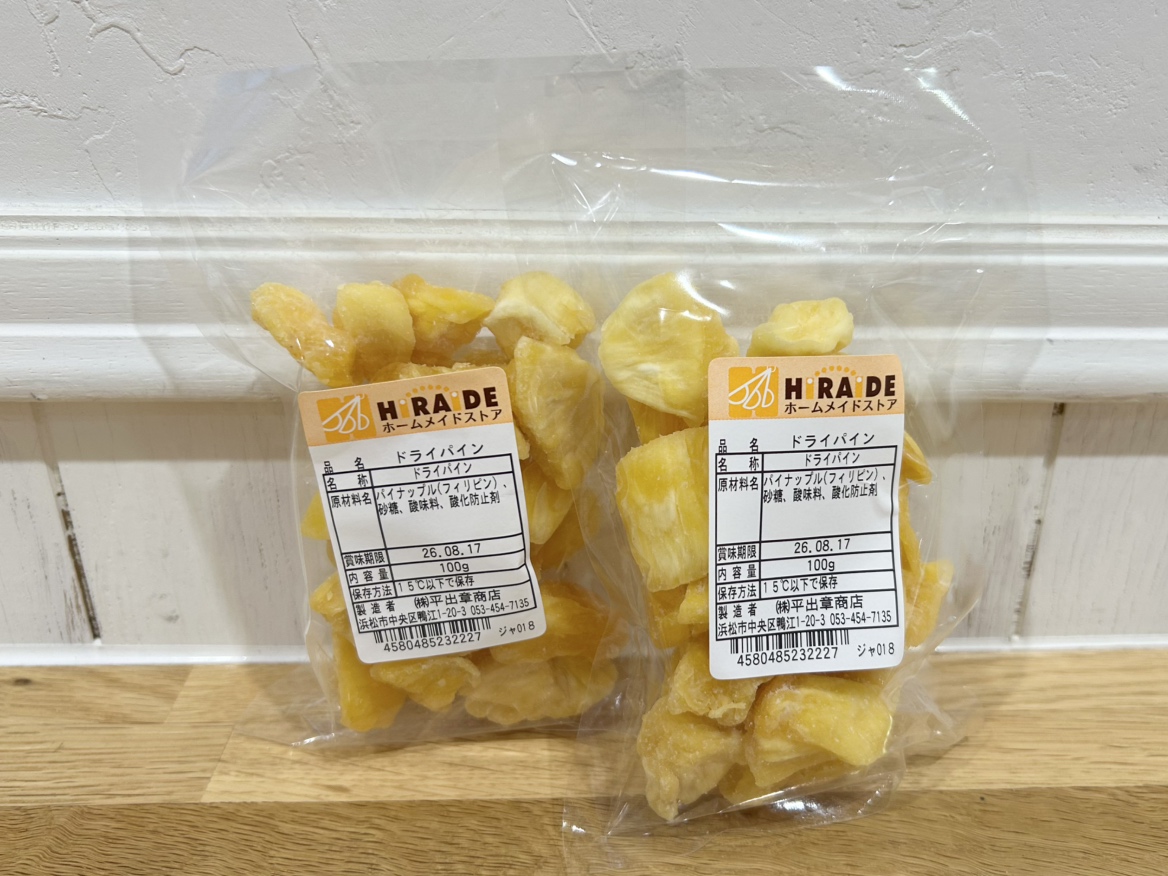 HiRAiDE
ホームメイドストア
品名 ドライパイン
名称 ドライパイン
原材料名 パイナップル(フィリピン)、
砂糖、酸味料、酸化防止剤
賞味期限 26.08.17
内容量 100g
保存方法 15℃以下で保存
製造者 ㈱平出章商店
浜松市中央区鴨江1-20-3 053-454-7135
4580485232227 ジャ018
HiRAiDE
ホームメイドストア
品名 ドライパイン
名称 ドライパイン
原材料名 パイナップル(フィリピン)、
砂糖、酸味料、酸化防止剤
賞味期限 26.08.17
内容量 100g
保存方法 15℃以下で保存
製造者 ㈱平出章商店
浜松市中央区鴨江1-20-3 053-454-7135
4580485232227 ジャ018